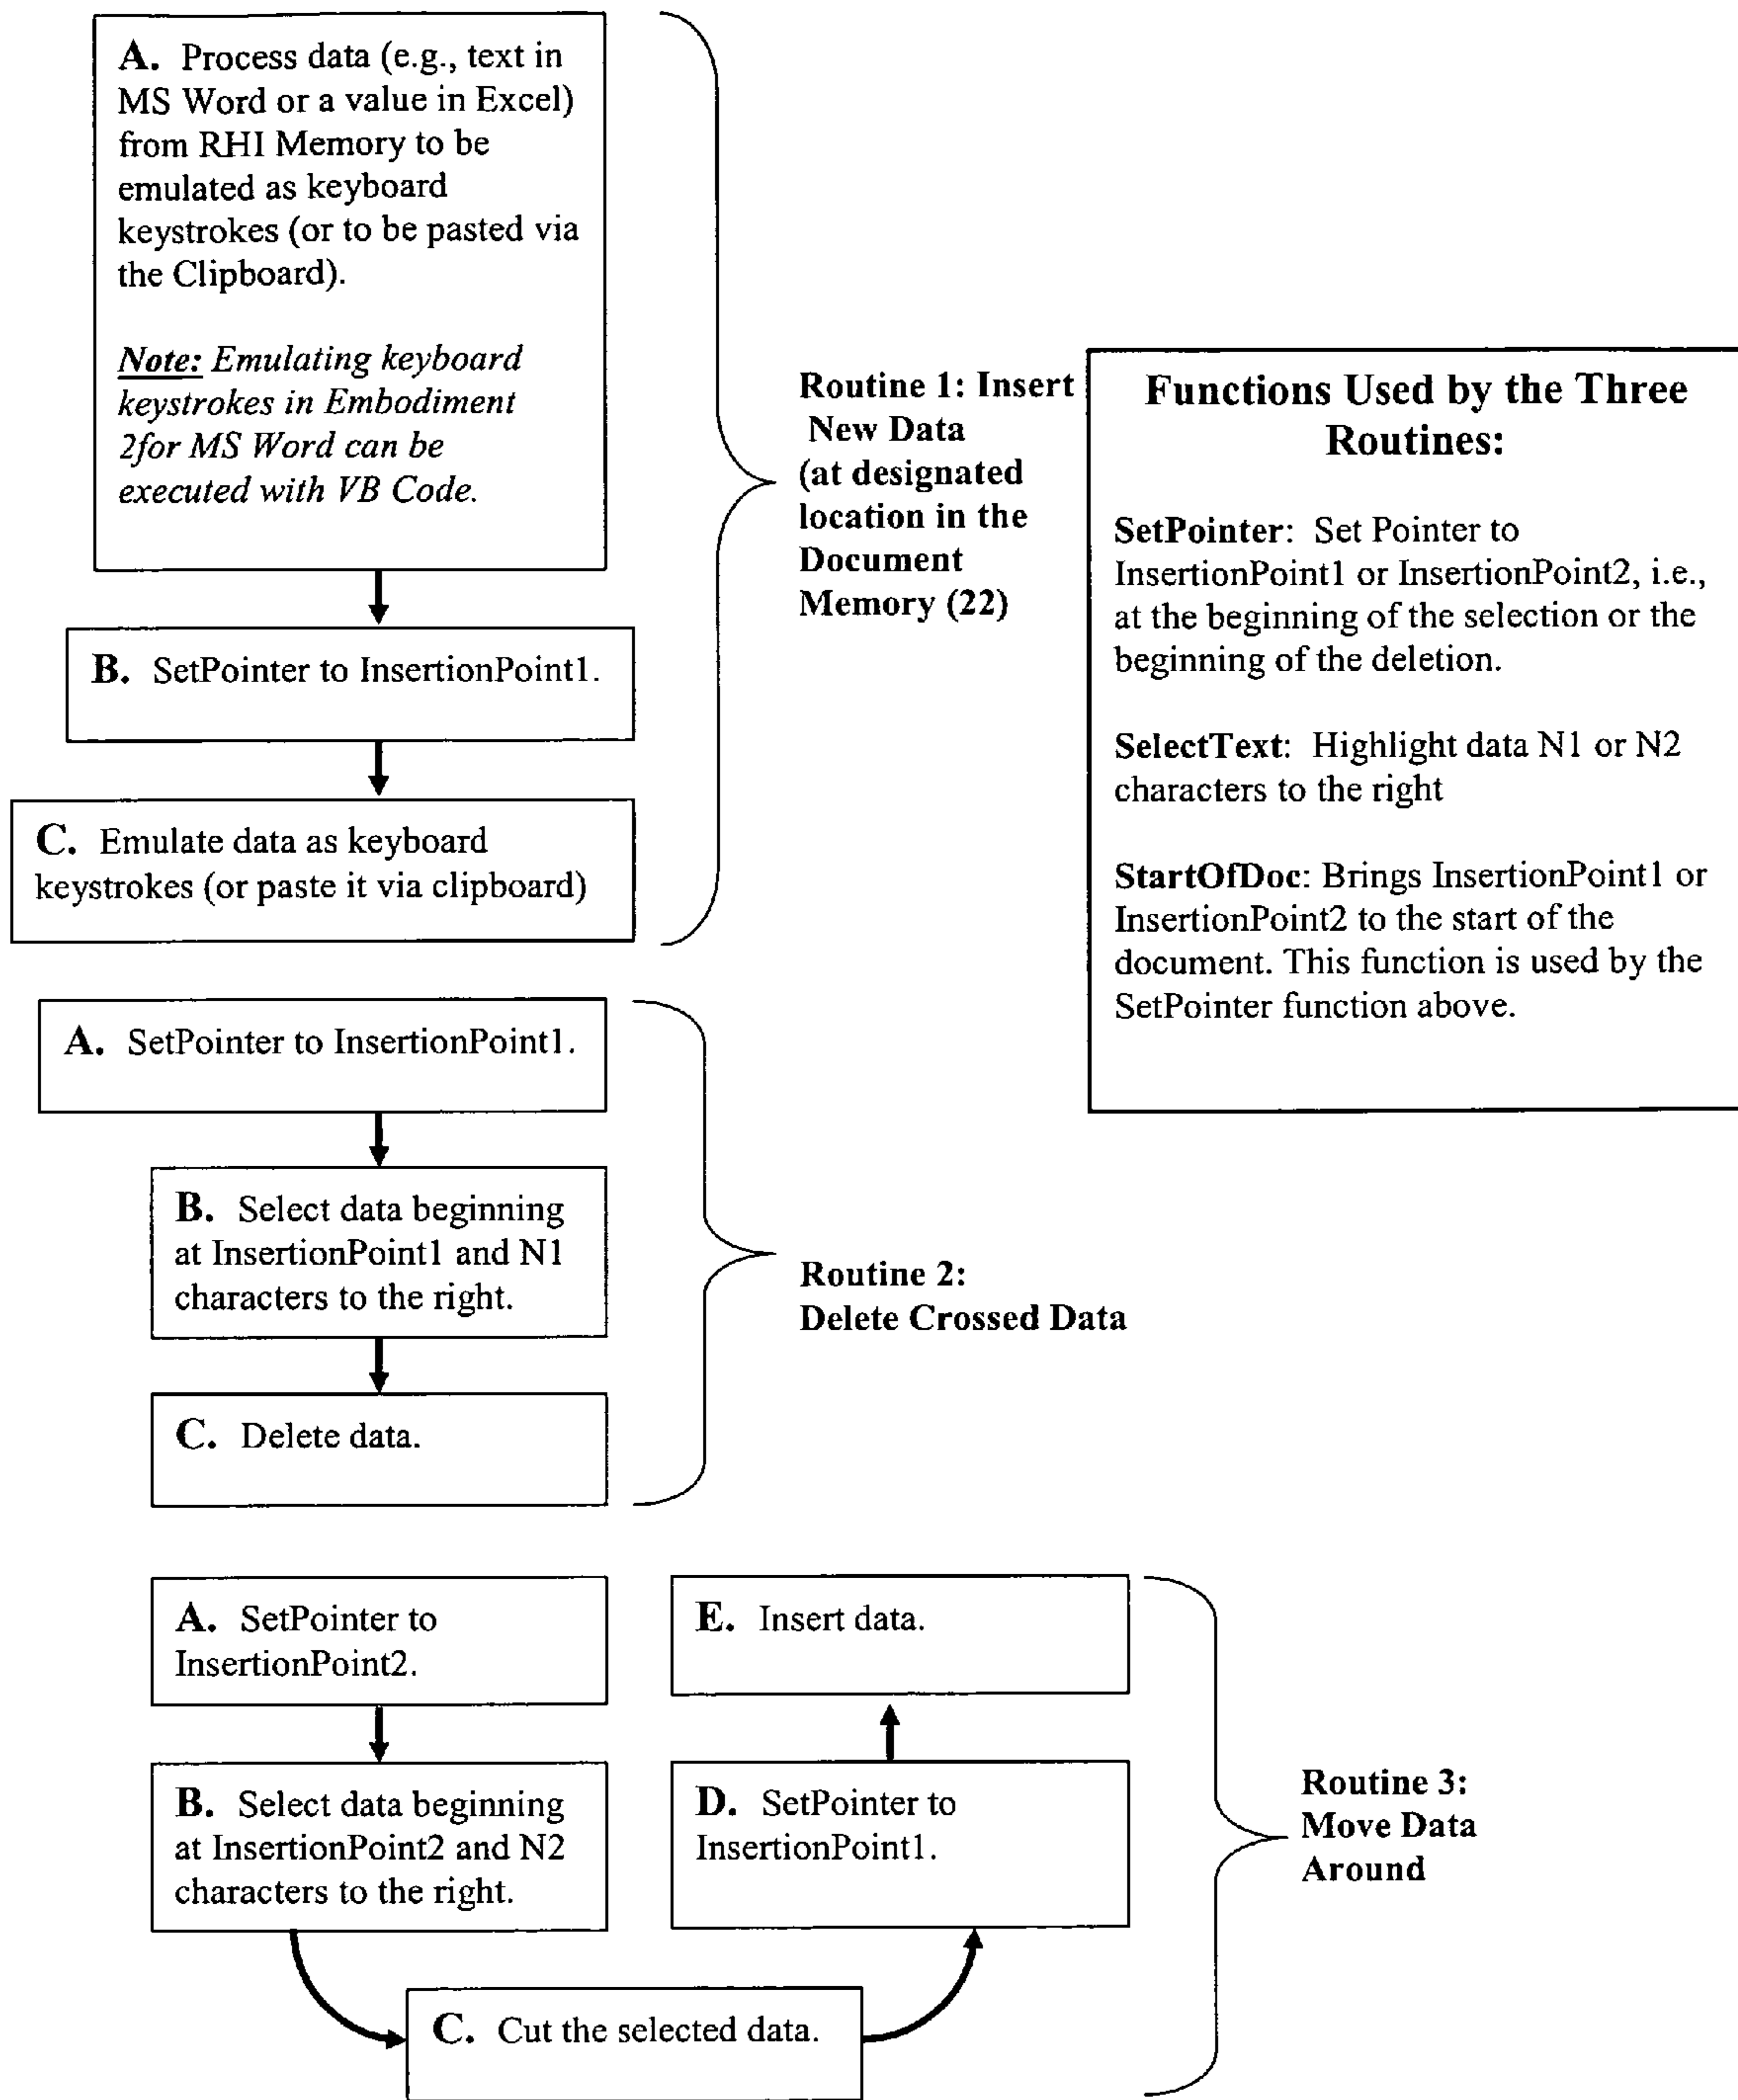 A. Process data (e.g., text in
MS Word or a value in Excel)
from RHI Memory to be
emulated as keyboard
keystrokes (or to be pasted via
the Clipboard).
Note: Emulating keyboard
keystrokes in Embodiment
2for MS Word can be
executed with VB Code.
B. SetPointer to InsertionPoint1.
C. Emulate data as keyboard
keystrokes (or paste it via clipboard)
Routine 1: Insert
New Data
(at designated
location in the
Document
Memory (22)
Functions Used by the Three
Routines:
SetPointer: Set Pointer to
InsertionPoint1 or InsertionPoint2, i.e.,
at the beginning of the selection or the
beginning of the deletion.
SelectText: Highlight data N1 or N2
characters to the right
StartOfDoc: Brings InsertionPoint1 or
InsertionPoint2 to the start of the
document. This function is used by the
SetPointer function above.
A. SetPointer to InsertionPoint1.
B. Select data beginning
at InsertionPoint1 and N1
characters to the right.
C. Delete data.
Routine 2:
Delete Crossed Data
A. SetPointer to
InsertionPoint2.
B. Select data beginning
at InsertionPoint2 and N2
characters to the right.
C. Cut the selected data.
D. SetPointer to
InsertionPoint1.
E. Insert data.
Routine 3:
Move Data
Around